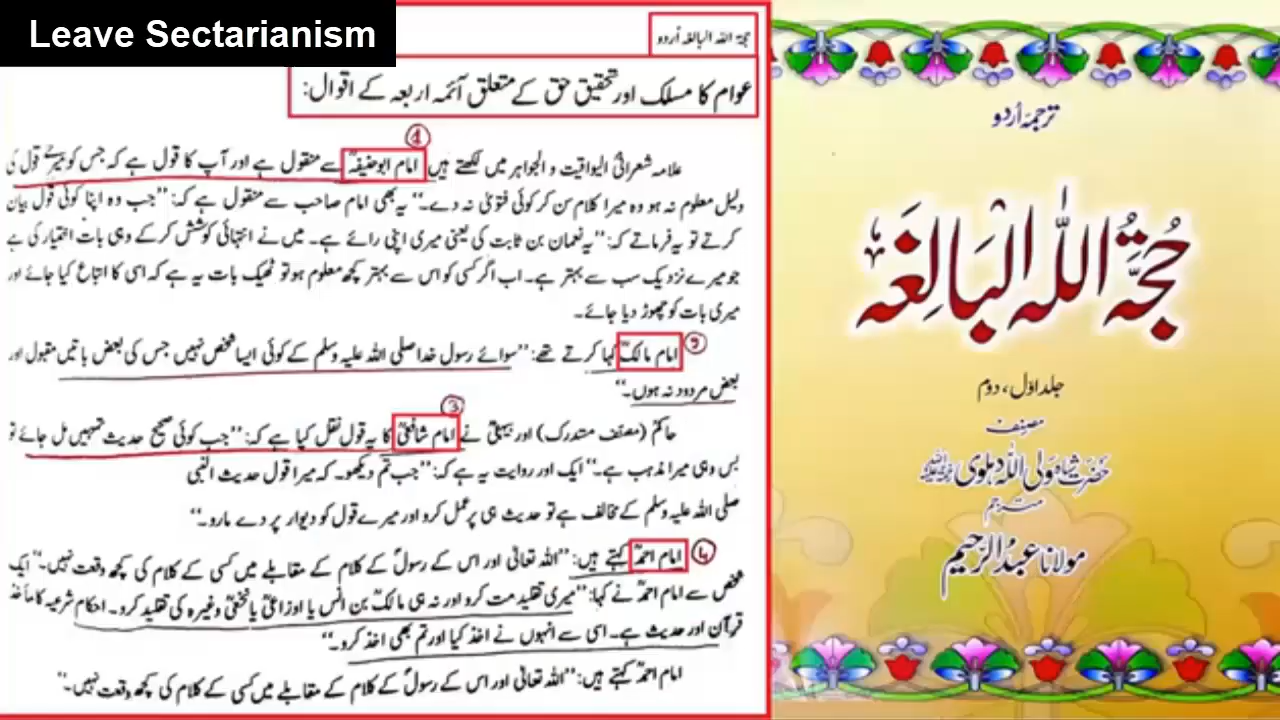 Leave Sectarianism
حجۃ اللہ البالغہ اُردو
عوام کا مسلک اور تحقیق حق کے متعلق آئمہ اربعہ کے اقوال:
1
علامہ شعرانیؒ الیواقیت و الجواہر میں لکھتے ہیں امام ابوحنیفہؒ سے منقول ہے اور آپ کا قول ہے کہ جس کو میرے قول کی
دلیل معلوم نہ ہو وہ میرا کلام سن کر کوئی فتویٰ نہ دے۔‘‘ یہ بھی امام صاحب سے منقول ہے کہ: ’’جب وہ اپنا کوئی قول بیان
کرتے تو یہ فرماتے کہ: ’’یہ نعمان بن ثابت کی یعنی میری اپنی رائے ہے۔ میں نے انتہائی کوشش کرکے وہی بات اختیار کی ہے
جو میرے نزدیک سب سے بہتر ہے۔ اب اگر کسی کو اس سے بہتر کچھ معلوم ہو تو ٹھیک بات یہ ہے کہ اسی کا اتباع کیا جائے اور
میری بات کو چھوڑ دیا جائے۔
2
امام مالکؒ کہا کرتے تھے: ’’سوائے رسول خدا صلی اللہ علیہ وسلم کے کوئی ایسا شخص نہیں جس کی بعض باتیں مقبول اور
بعض مردود نہ ہوں۔‘‘
3
حاکمؒ (مصنف متدرک) اور بیہقیؒ نے امام شافعیؒ کا یہ قول نقل کیا ہے کہ: ’’جب کوئی صحیح حدیث تمہیں مل جائے تو
بس وہی میرا مذہب ہے۔‘‘ ایک اور روایت یہ ہے کہ: ’’جب تم دیکھو۔ کہ میرا قول حدیث النبی
صلی اللہ علیہ وسلم کے مخالف ہے تو حدیث ہی پر عمل کرو اور میرے قول کو دیوار پر دے مارو۔‘‘
4
امام احمدؒ کہتے ہیں: ’’اللہ تعالیٰ اور اس کے رسولؐ کے کلام کے مقابلے میں کسی کے کلام کی کچھ وقعت نہیں۔‘‘ ایک
شخص سے امام احمدؒ نے کہا: ’’میری تقلید مت کرو اور نہ ہی مالکؒ بن انسؒ یا اوزاعیؒ یا نخعیؒ وغیرہ کی تقلید کرو۔ احکام شرعیہ کا مأخذ
قرآن اور حدیث ہے۔ اسی سے انہوں نے اخذ کیا اور تم بھی اخذ کرو۔‘‘
امام احمدؒ کہتے ہیں: ’’اللہ تعالیٰ اور اس کے رسولؐ کے کلام کے مقابلے میں کسی کے کلام کی کچھ وقعت نہیں۔‘‘
ترجمۂ اُردو
حُجَّۃُ اللّٰہِ الْبَالِغَہ
جلد اوّل، دوّم
مصنف
حضرت شاہ ولی اللہ دہلوی
مترجم
مولانا عبدالرّحیم